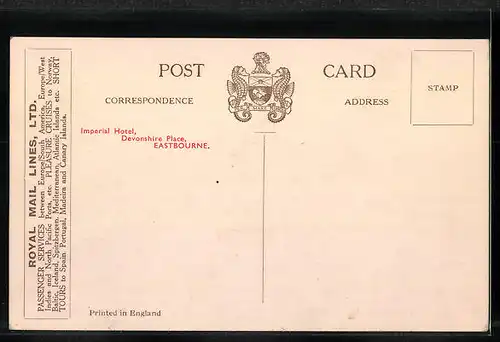 ROYAL MAIL LINES, LTD.
PASSENGER SERVICES between Europe/South America, Europe/West
Indies and North Pacific Ports, etc. PLEASURE CRUISES to Norway,
Baltic, Iceland, Spitzbergen, Mediterranean, Atlantic Islands etc. SHORT
TOURS to Spain, Portugal, Madeira and Canary Islands.
POST CARD
CORRESPONDENCE
ADDRESS
STAMP
Imperial Hotel,
Devonshire Place,
EASTBOURNE.
Printed in England